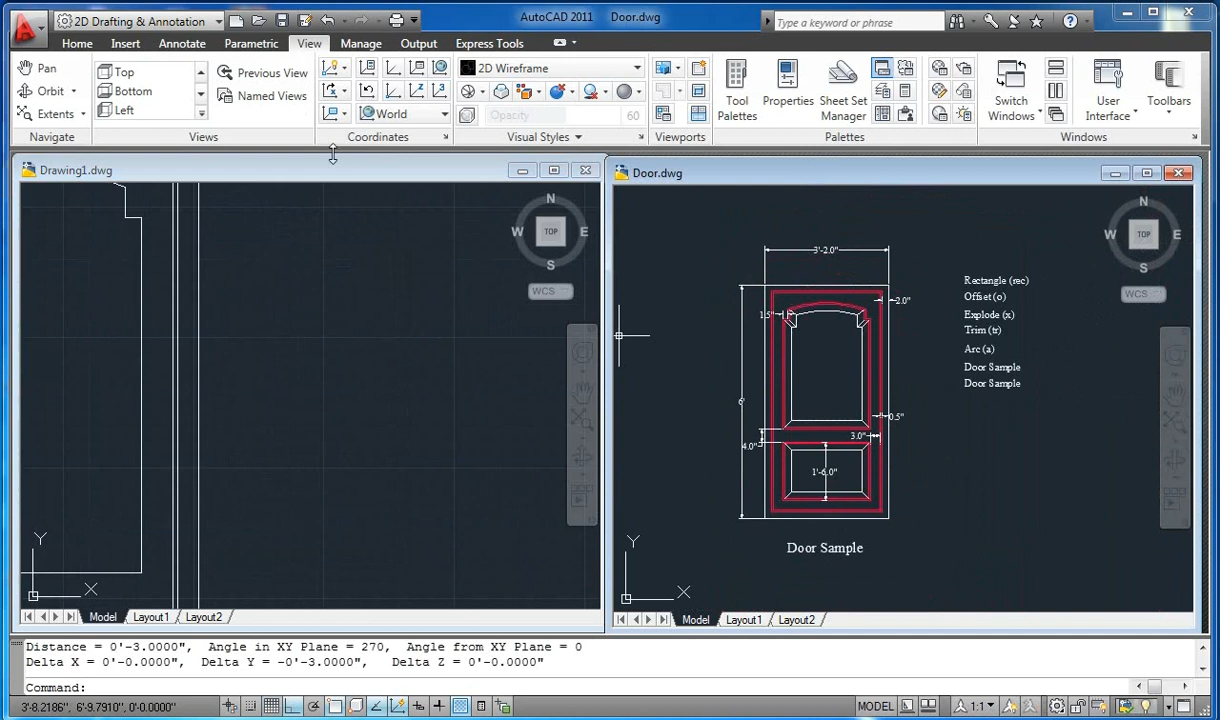 2D Drafting & Annotation
AutoCAD 2011 Door.dwg
Type a keyword or phrase
Home Insert Annotate Parametric View Manage Output Express Tools
Pan
Orbit
Extents
Navigate
Top
Bottom
Left
Previous View
Named Views
Views
World
Coordinates
2D Wireframe
Opacity 60
Visual Styles
Viewports
Tool
Palettes
Properties
Sheet Set
Manager
Palettes
Switch
Windows
User
Interface
Toolbars
Windows
Drawing1.dwg
N
W TOP E
S
WCS
Y
X
Model Layout1 Layout2
Door.dwg
N
W TOP E
S
WCS
3'-2.0"
2.0"
1.5"
6'
0.5"
3.0"
4.0"
1'-6.0"
Door Sample
Rectangle (rec)
Offset (o)
Explode (x)
Trim (tr)
Arc (a)
Door Sample
Door Sample
Y
X
Model Layout1 Layout2
Distance = 0'-3.0000", Angle in XY Plane = 270, Angle from XY Plane = 0
Delta X = 0'-0.0000", Delta Y = -0'-3.0000", Delta Z = 0'-0.0000"
Command:
3'-8.2186", 6'-9.7910", 0'-0.0000"
MODEL
1:1